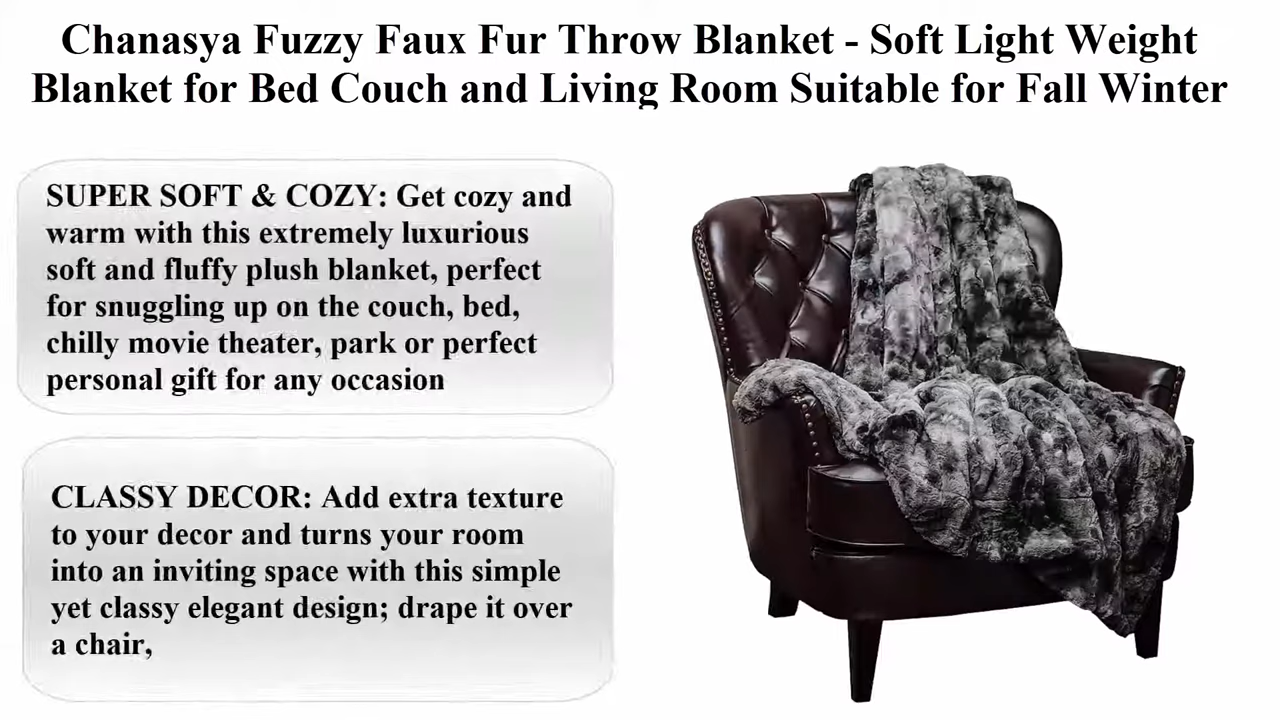 Chanasya Fuzzy Faux Fur Throw Blanket - Soft Light Weight
Blanket for Bed Couch and Living Room Suitable for Fall Winter
SUPER SOFT & COZY: Get cozy and
warm with this extremely luxurious
soft and fluffy plush blanket, perfect
for snuggling up on the couch, bed,
chilly movie theater, park or perfect
personal gift for any occasion
CLASSY DECOR: Add extra texture
to your decor and turns your room
into an inviting space with this simple
yet classy elegant design; drape it over
a chair,